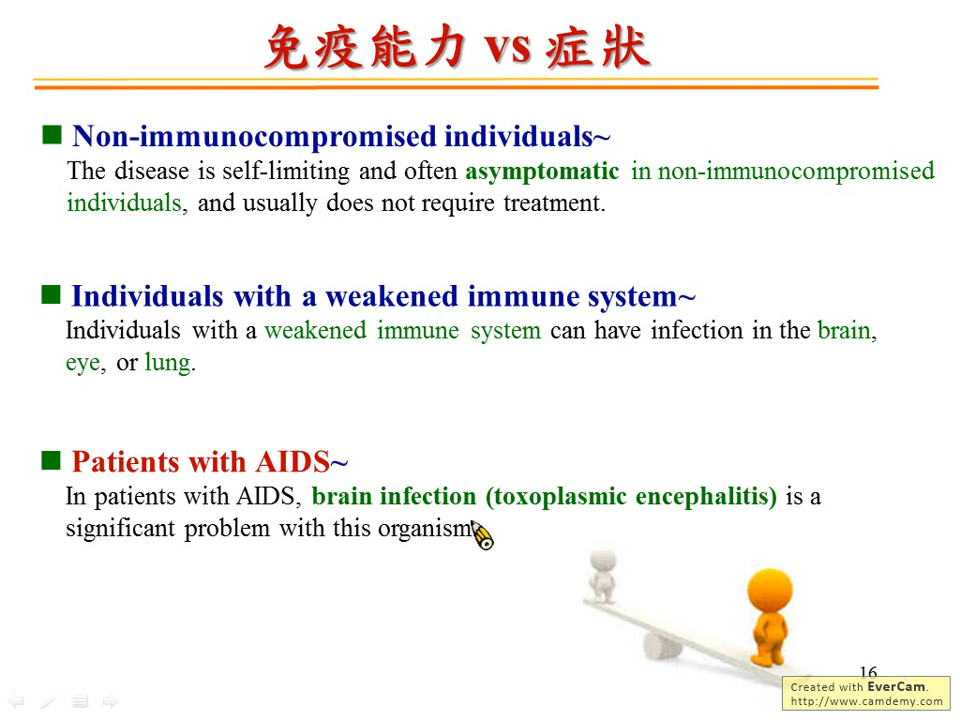 免疫能力 vs 症狀
Non-immunocompromised individuals~
The disease is self-limiting and often asymptomatic in non-immunocompromised
individuals, and usually does not require treatment.
Individuals with a weakened immune system~
Individuals with a weakened immune system can have infection in the brain,
eye, or lung.
Patients with AIDS~
In patients with AIDS, brain infection (toxoplasmic encephalitis) is a
significant problem with this organism
16
Created with EverCam.
http://www.camdemy.com